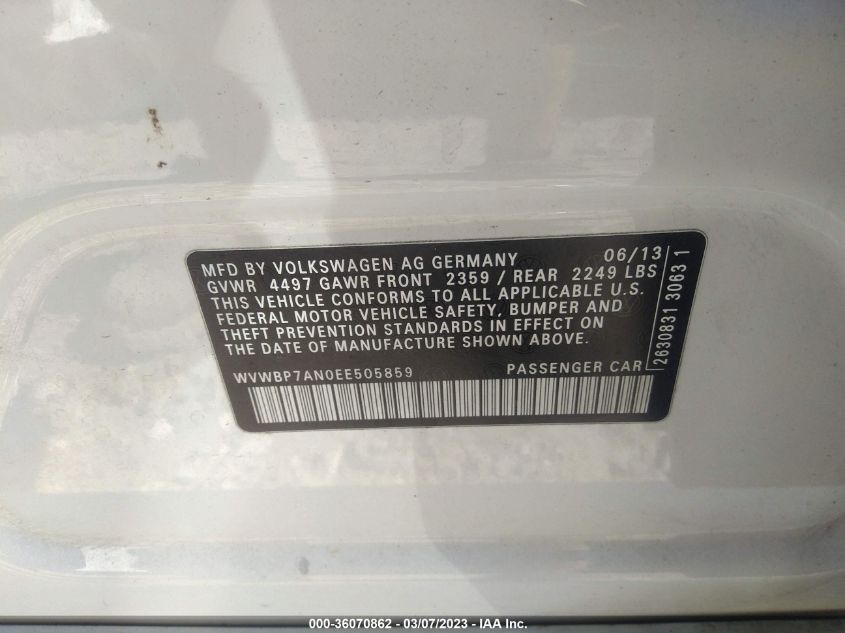 MFD BY VOLKSWAGEN AG GERMANY 06/13
GVWR 4497 GAWR FRONT 2359 / REAR 2249 LBS
THIS VEHICLE CONFORMS TO ALL APPLICABLE U.S.
FEDERAL MOTOR VEHICLE SAFETY, BUMPER AND
THEFT PREVENTION STANDARDS IN EFFECT ON
THE DATE OF MANUFACTURE SHOWN ABOVE.
WVWBP7AN0EE505859 PASSENGER CAR
2630831 3063 1
000-36070862 - 03/07/2023 - IAA Inc.